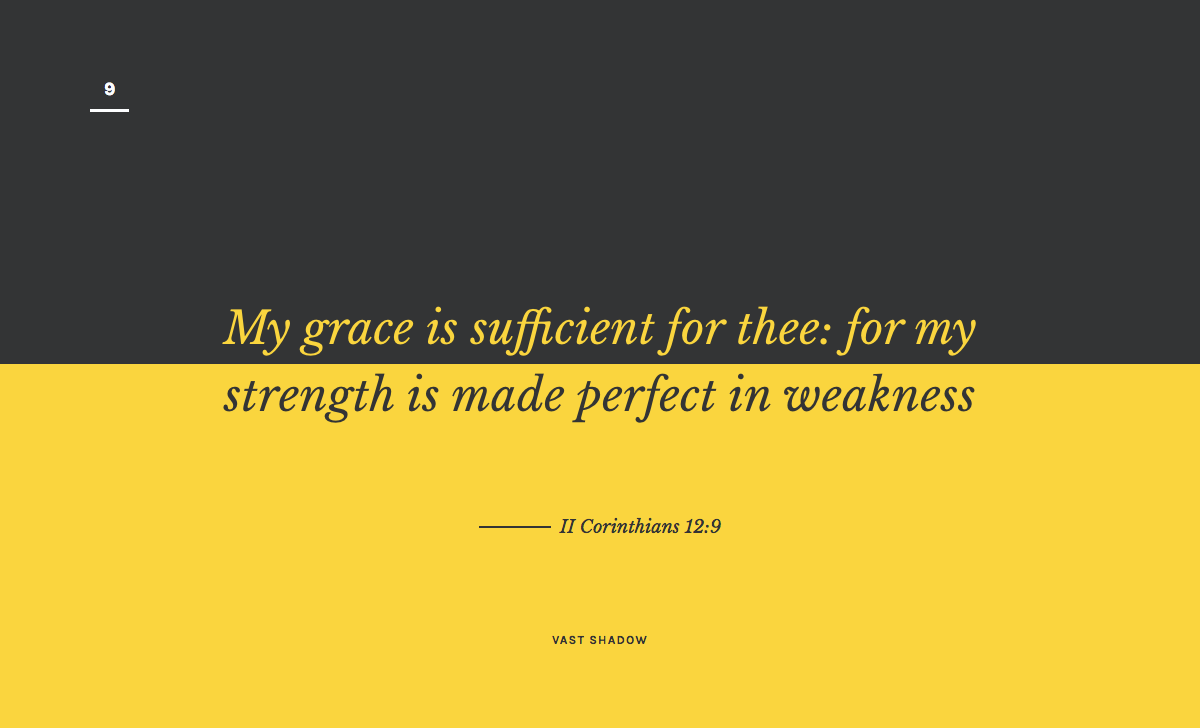 9
My grace is sufficient for thee: for my
strength is made perfect in weakness
II Corinthians 12:9
VAST SHADOW